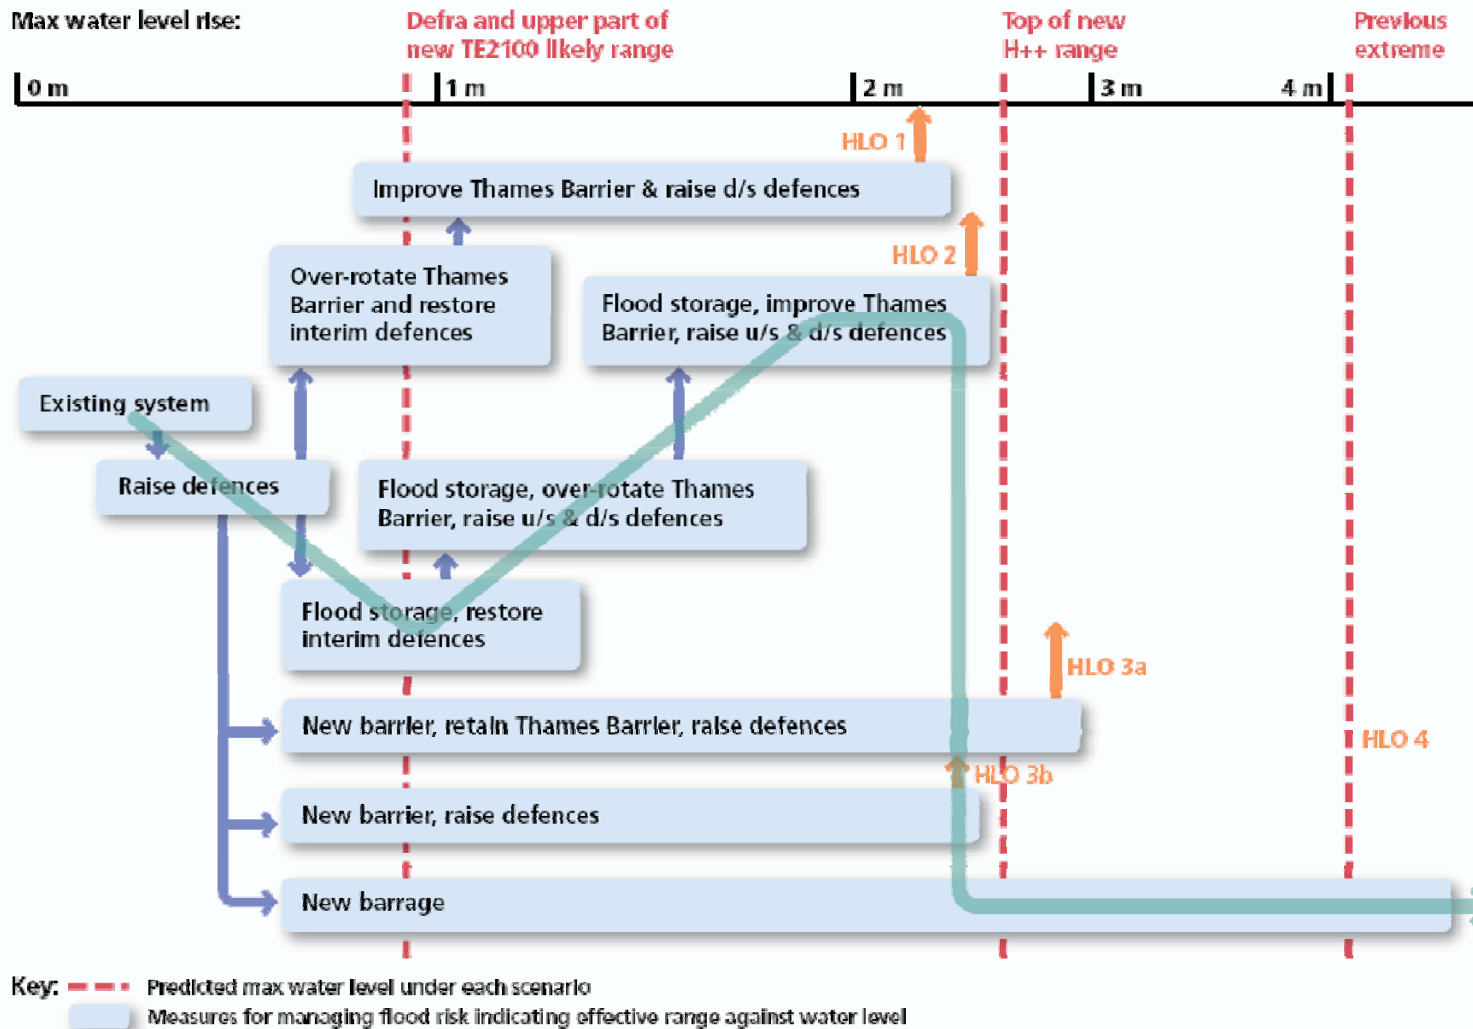 Max water level rise:
Defra and upper part of
new TE2100 likely range
Top of new
H++ range
Previous
extreme
0 m
1 m
2 m
3 m
4 m
HLO 1
Improve Thames Barrier & raise d/s defences
HLO 2
Over-rotate Thames
Barrier and restore
interim defences
Flood storage, improve Thames
Barrier, raise u/s & d/s defences
Existing system
Raise defences
Flood storage, over-rotate Thames
Barrier, raise u/s & d/s defences
Flood storage, restore
interim defences
HLO 3a
New barrier, retain Thames Barrier, raise defences
HLO 4
HLO 3b
New barrier, raise defences
New barrage
Key:
Predicted max water level under each scenario
Measures for managing flood risk indicating effective range against water level